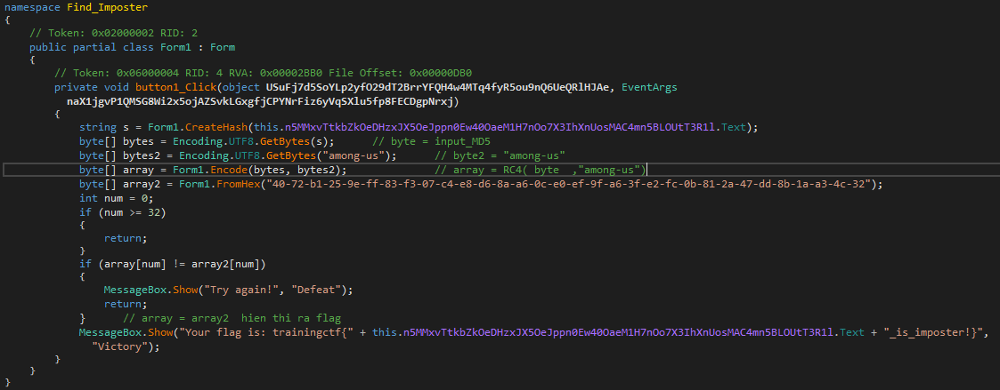 namespace Find_Imposter
{
// Token: 0x02000002 RID: 2
public partial class Form1 : Form
{
// Token: 0x06000004 RID: 4 RVA: 0x00002BB0 File Offset: 0x00000DB0
private void button1_Click(object USuFj7d5SoYLp2yfO29dT2BrrYFQH4w4MTq4fyR5ou9nQ6UeQRlHJAe, EventArgs
naX1jgvP1QMSG8Wi2x5ojAZSvkLGxgfjCPYNrFiz6yVqSXlu5fp8FECDgpNrxj)
{
string s = Form1.CreateHash(this.n5MMxvTtkbZkOeDHzxJX5OeJppn0Ew40OaeM1H7nOo7X3IhXnUosMAC4mn5BLOUtT3R1l.Text);
byte[] bytes = Encoding.UTF8.GetBytes(s); // byte = input_MD5
byte[] bytes2 = Encoding.UTF8.GetBytes("among-us"); // byte2 = "among-us"
byte[] array = Form1.Encode(bytes, bytes2); // array = RC4( byte ,"among-us")
byte[] array2 = Form1.FromHex("40-72-b1-25-9e-ff-83-f3-07-c4-e8-d6-8a-a6-0c-e0-ef-9f-a6-3f-e2-fc-0b-81-2a-47-dd-8b-1a-a3-4c-32");
int num = 0;
if (num >= 32)
{
return;
}
if (array[num] != array2[num])
{
MessageBox.Show("Try again!", "Defeat");
return;
} // array = array2 hien thi ra flag
MessageBox.Show("Your flag is: trainingctf{" + this.n5MMxvTtkbZkOeDHzxJX5OeJppn0Ew40OaeM1H7nOo7X3IhXnUosMAC4mn5BLOUtT3R1l.Text + "_is_imposter!}",
"Victory");
}
}
}